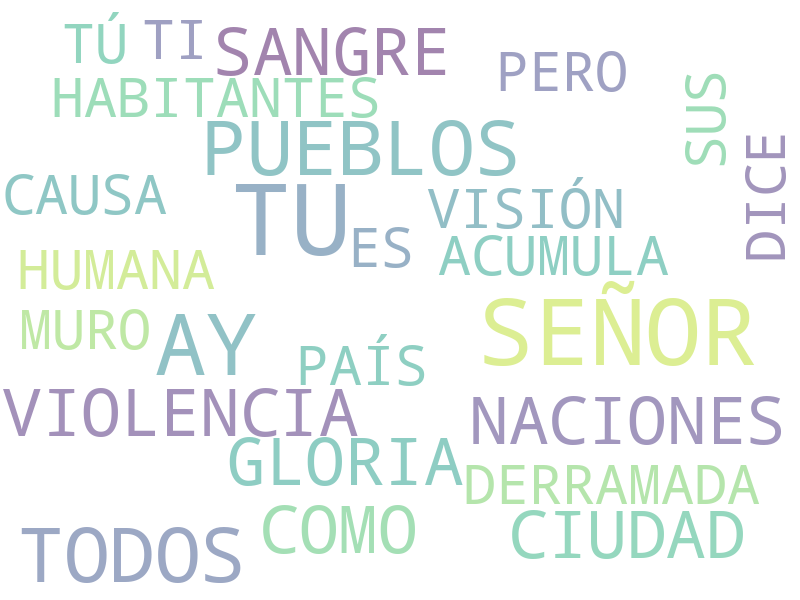 TÚ TI SANGRE PERO
HABITANTES SUS
PUEBLOS DICE
CAUSA TU VISIÓN
ES ACUMULA
HUMANA SEÑOR
MURO AY PAÍS
VIOLENCIA NACIONES
GLORIA DERRAMADA
COMO CIUDAD
TODOS